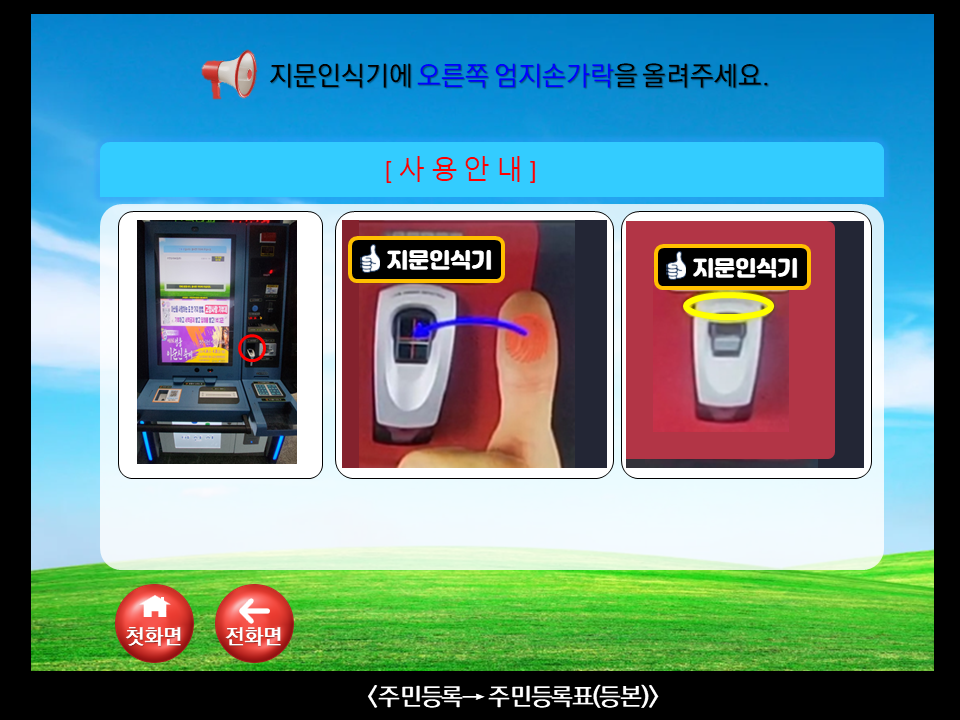 지문인식기에 오른쪽 엄지손가락을 올려주세요.
[ 사 용 안 내 ]
지문인식기
지문인식기
첫화면
전화면
<주민등록→ 주민등록표(등본)>